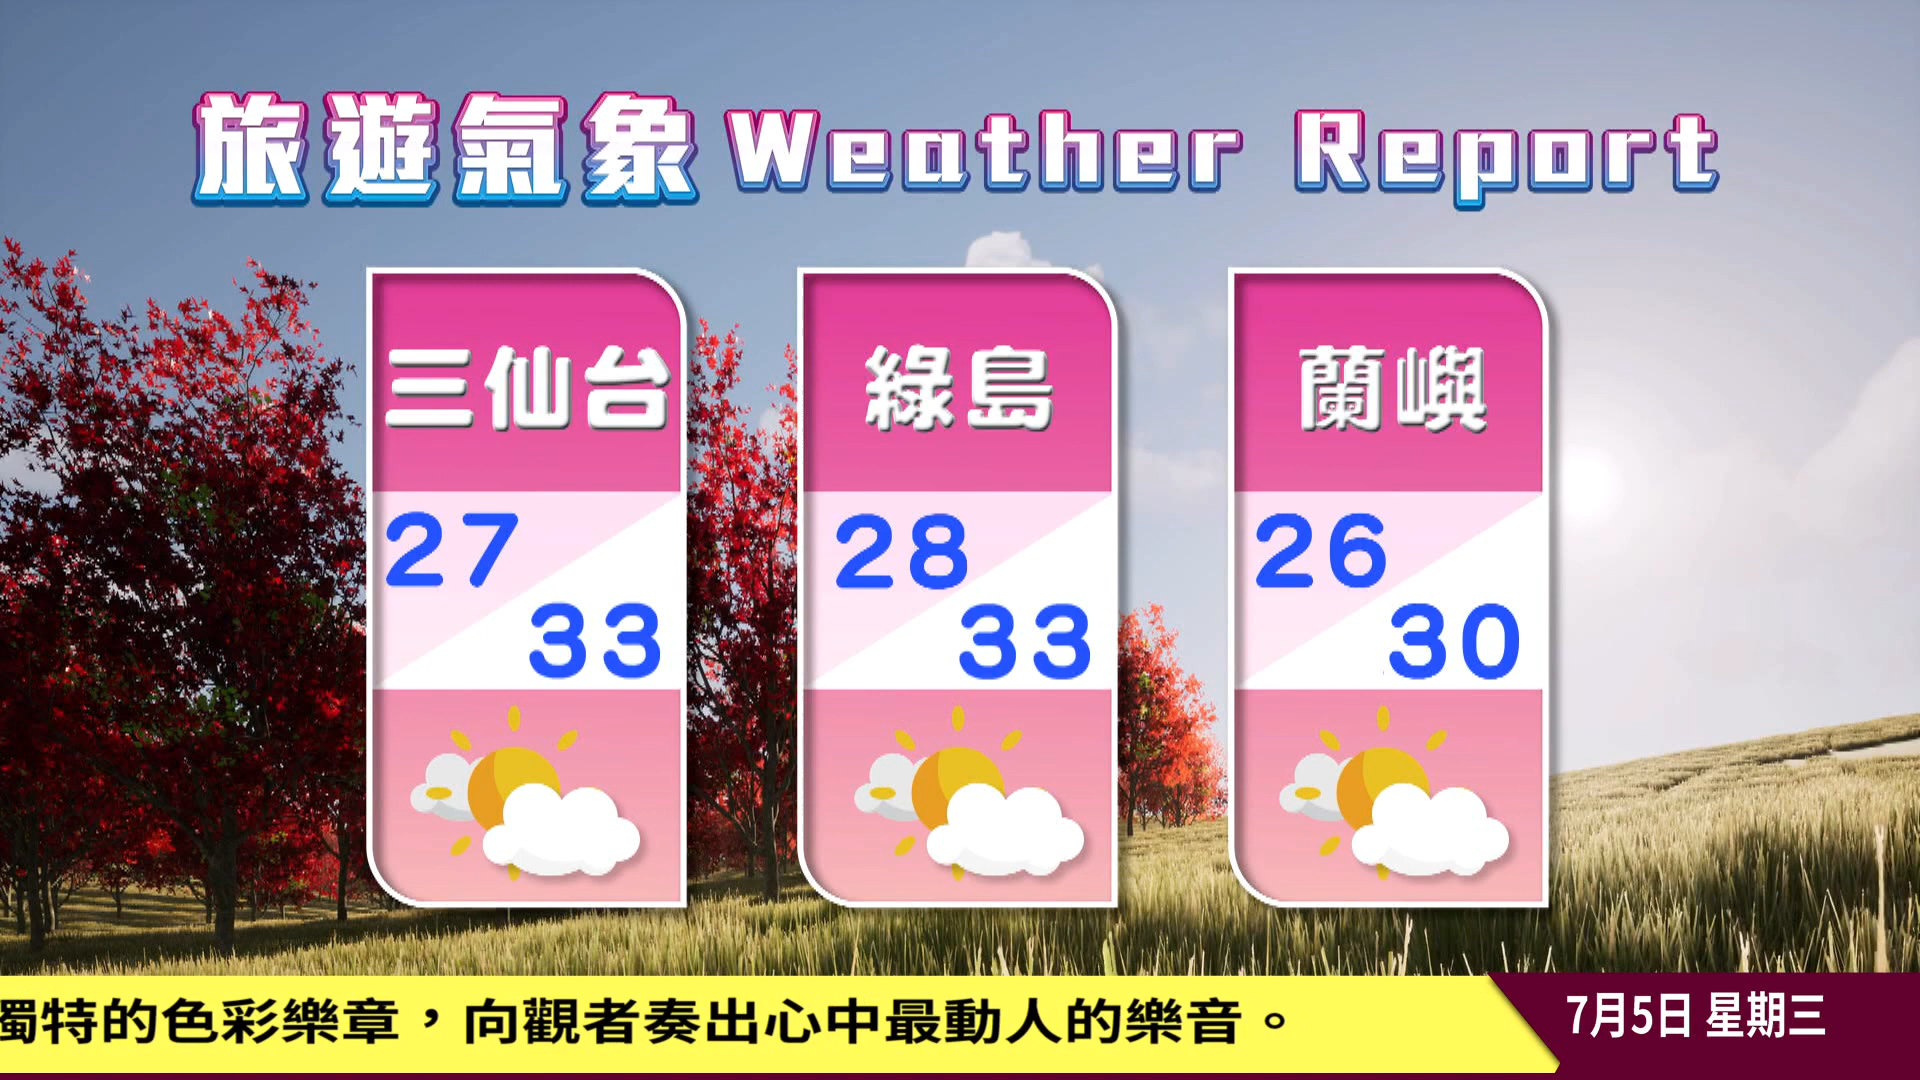 旅遊氣象 Weather Report
三仙台
27
33
綠島
28
33
蘭嶼
26
30
獨特的色彩樂章，向觀者奏出心中最動人的樂音。
7月5日 星期三